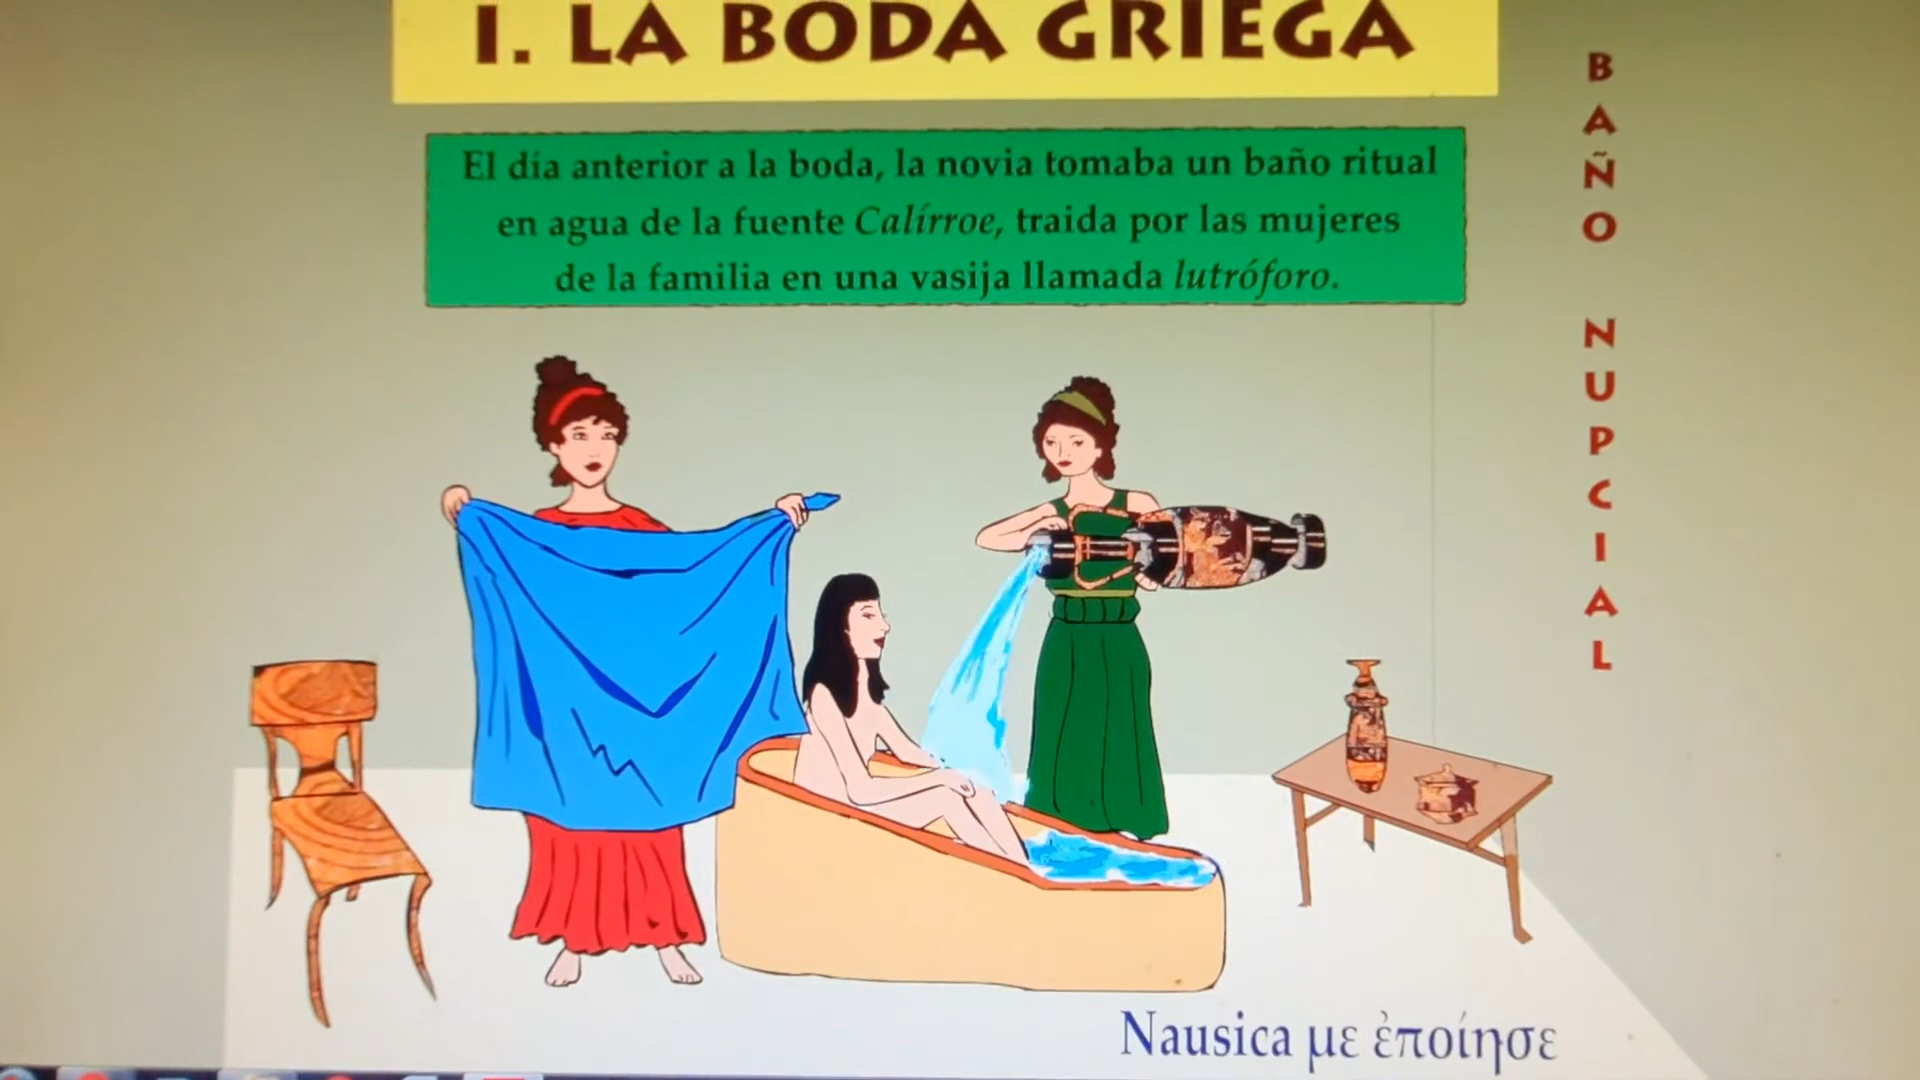 I. LA BODA GRIEGA
El día anterior a la boda, la novia tomaba un baño ritual
en agua de la fuente Calírroe, traida por las mujeres
de la familia en una vasija llamada lutróforo.
BAÑO NUPCIAL
Nausica με ἐποίησε